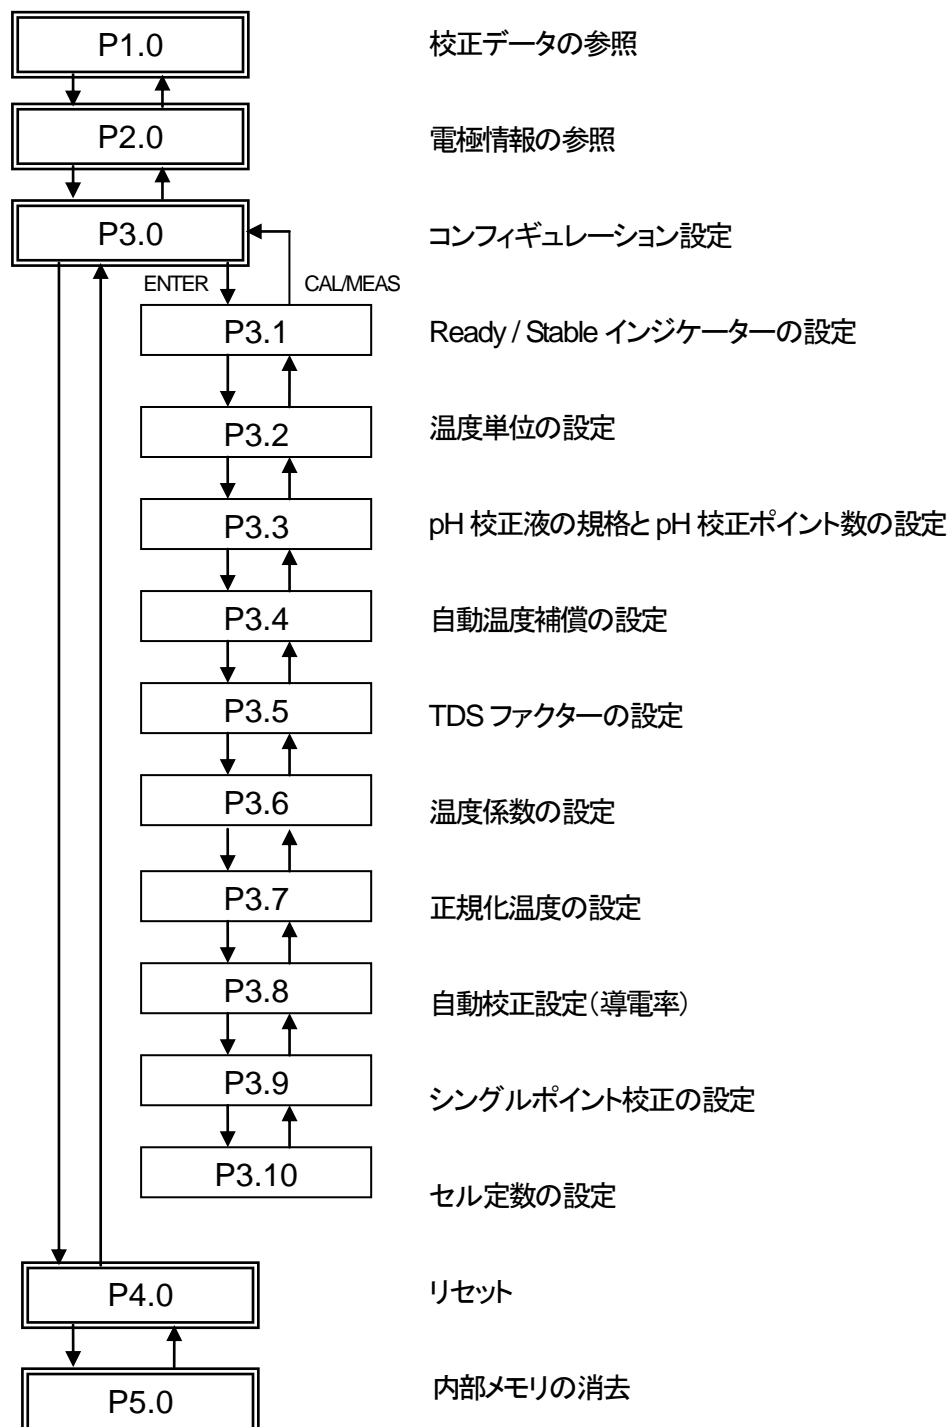 P1.0 校正データの参照
P2.0 電極情報の参照
P3.0 コンフィギュレーション設定
ENTER CAL/MEAS
P3.1 Ready / Stable インジケーターの設定
P3.2 温度単位の設定
P3.3 pH 校正液の規格と pH 校正ポイント数の設定
P3.4 自動温度補償の設定
P3.5 TDS ファクターの設定
P3.6 温度係数の設定
P3.7 正規化温度の設定
P3.8 自動校正設定（導電率）
P3.9 シングルポイント校正の設定
P3.10 セル定数の設定
P4.0 リセット
P5.0 内部メモリの消去